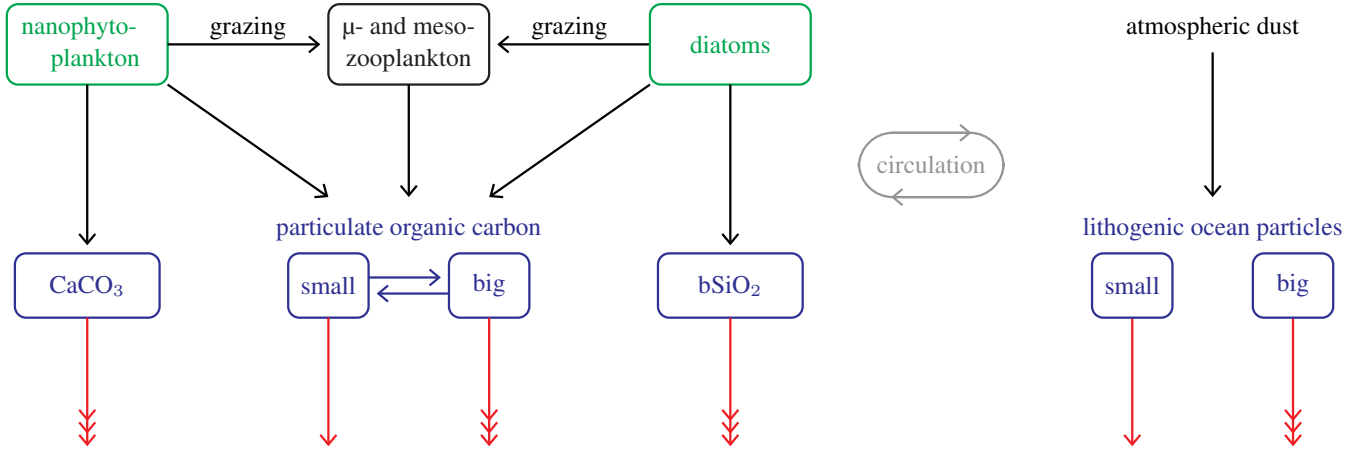 nanophyto-
plankton
grazing
µ- and meso-
zooplankton
grazing
diatoms
atmospheric dust
circulation
particulate organic carbon
lithogenic ocean particles
CaCO₃
small
big
bSiO₂
small
big